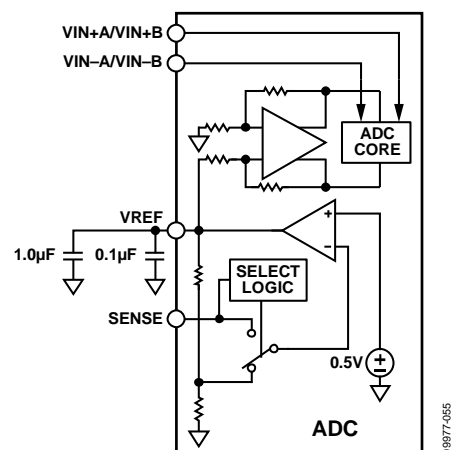 VIN+A/VIN+B
VIN–A/VIN–B
ADC
CORE
VREF
1.0µF
0.1µF
SELECT
LOGIC
SENSE
0.5V
ADC
09977-055